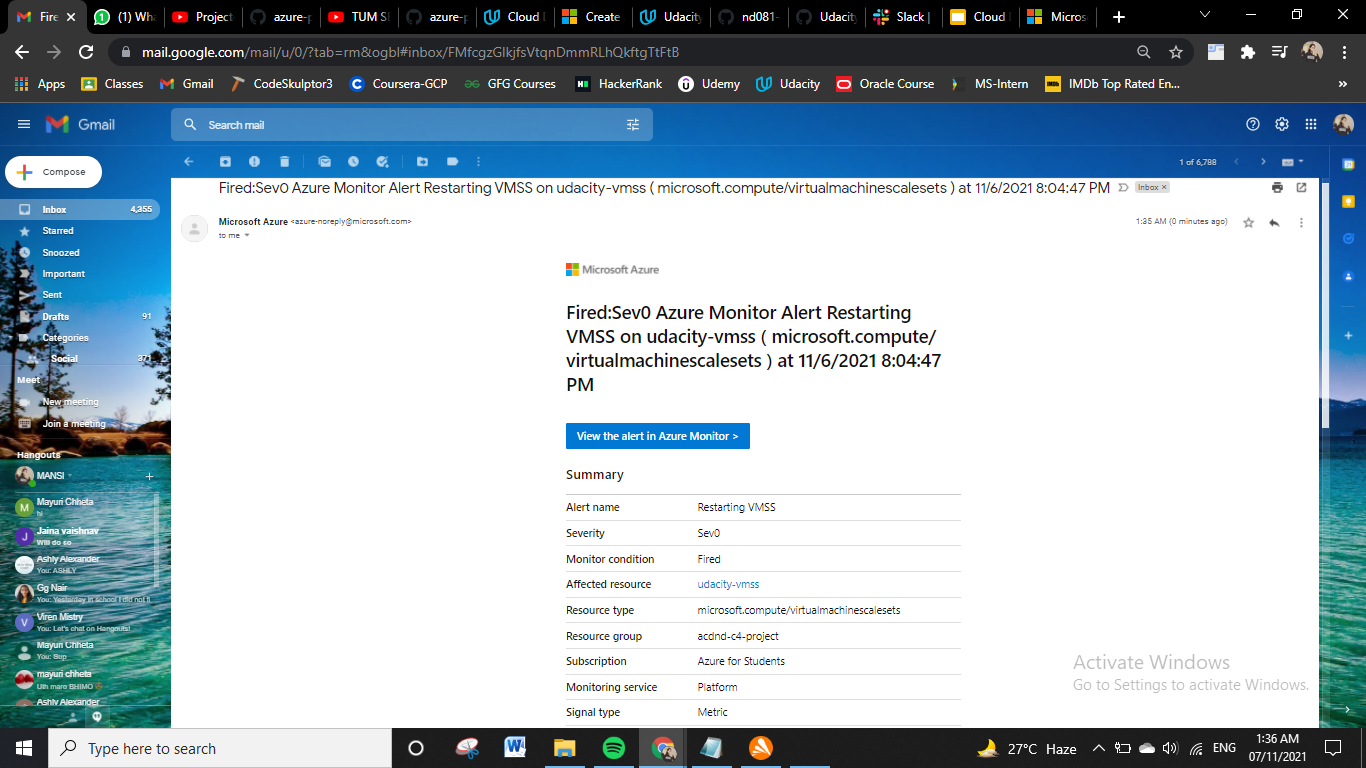 Fire
(1) Wha
Project
azure-p
TUM SE
azure-p
Cloud
Create
Udacity
nd081-
Udacity
Slack |
Cloud
Micros
mail.google.com/mail/u/0/?tab=rm&ogbl#inbox/FMfcgzGlkjfsVtqnDmmRLhQkftgTtFtB
Apps
Classes
Gmail
CodeSkulptor3
Coursera-GCP
GFG Courses
HackerRank
Udemy
Udacity
Oracle Course
MS-Intern
IMDb Top Rated En...
Gmail
Search mail
Compose
1 of 6,788
Fired:Sev0 Azure Monitor Alert Restarting VMSS on udacity-vmss ( microsoft.compute/virtualmachinescalesets ) at 11/6/2021 8:04:47 PM
Inbox ×
Inbox 4,355
Starred
Snoozed
Important
Sent
Drafts 91
Categories
Social 371
Meet
New meeting
Join a meeting
Hangouts
MANSI
Mayuri Chheta
hi
Jaina vaishnav
Will do so
Ashly Alexander
You: ASHLY
Gg Nair
You: Yesterday in school I did not fi
Viren Mistry
You: Let's chat on Hangouts!
Mayuri Chheta
You: Sup
mayuri chheta
Uth mare BHIMO
Ashly Alexander
Microsoft Azure <azure-noreply@microsoft.com>
to me
1:35 AM (0 minutes ago)
Microsoft Azure
Fired:Sev0 Azure Monitor Alert Restarting
VMSS on udacity-vmss ( microsoft.compute/
virtualmachinescalesets ) at 11/6/2021 8:04:47
PM
View the alert in Azure Monitor >
Summary
Alert name Restarting VMSS
Severity Sev0
Monitor condition Fired
Affected resource udacity-vmss
Resource type microsoft.compute/virtualmachinescalesets
Resource group acdnd-c4-project
Subscription Azure for Students
Monitoring service Platform
Signal type Metric
Activate Windows
Go to Settings to activate Windows.
Type here to search
27°C Haze
ENG
1:36 AM
07/11/2021